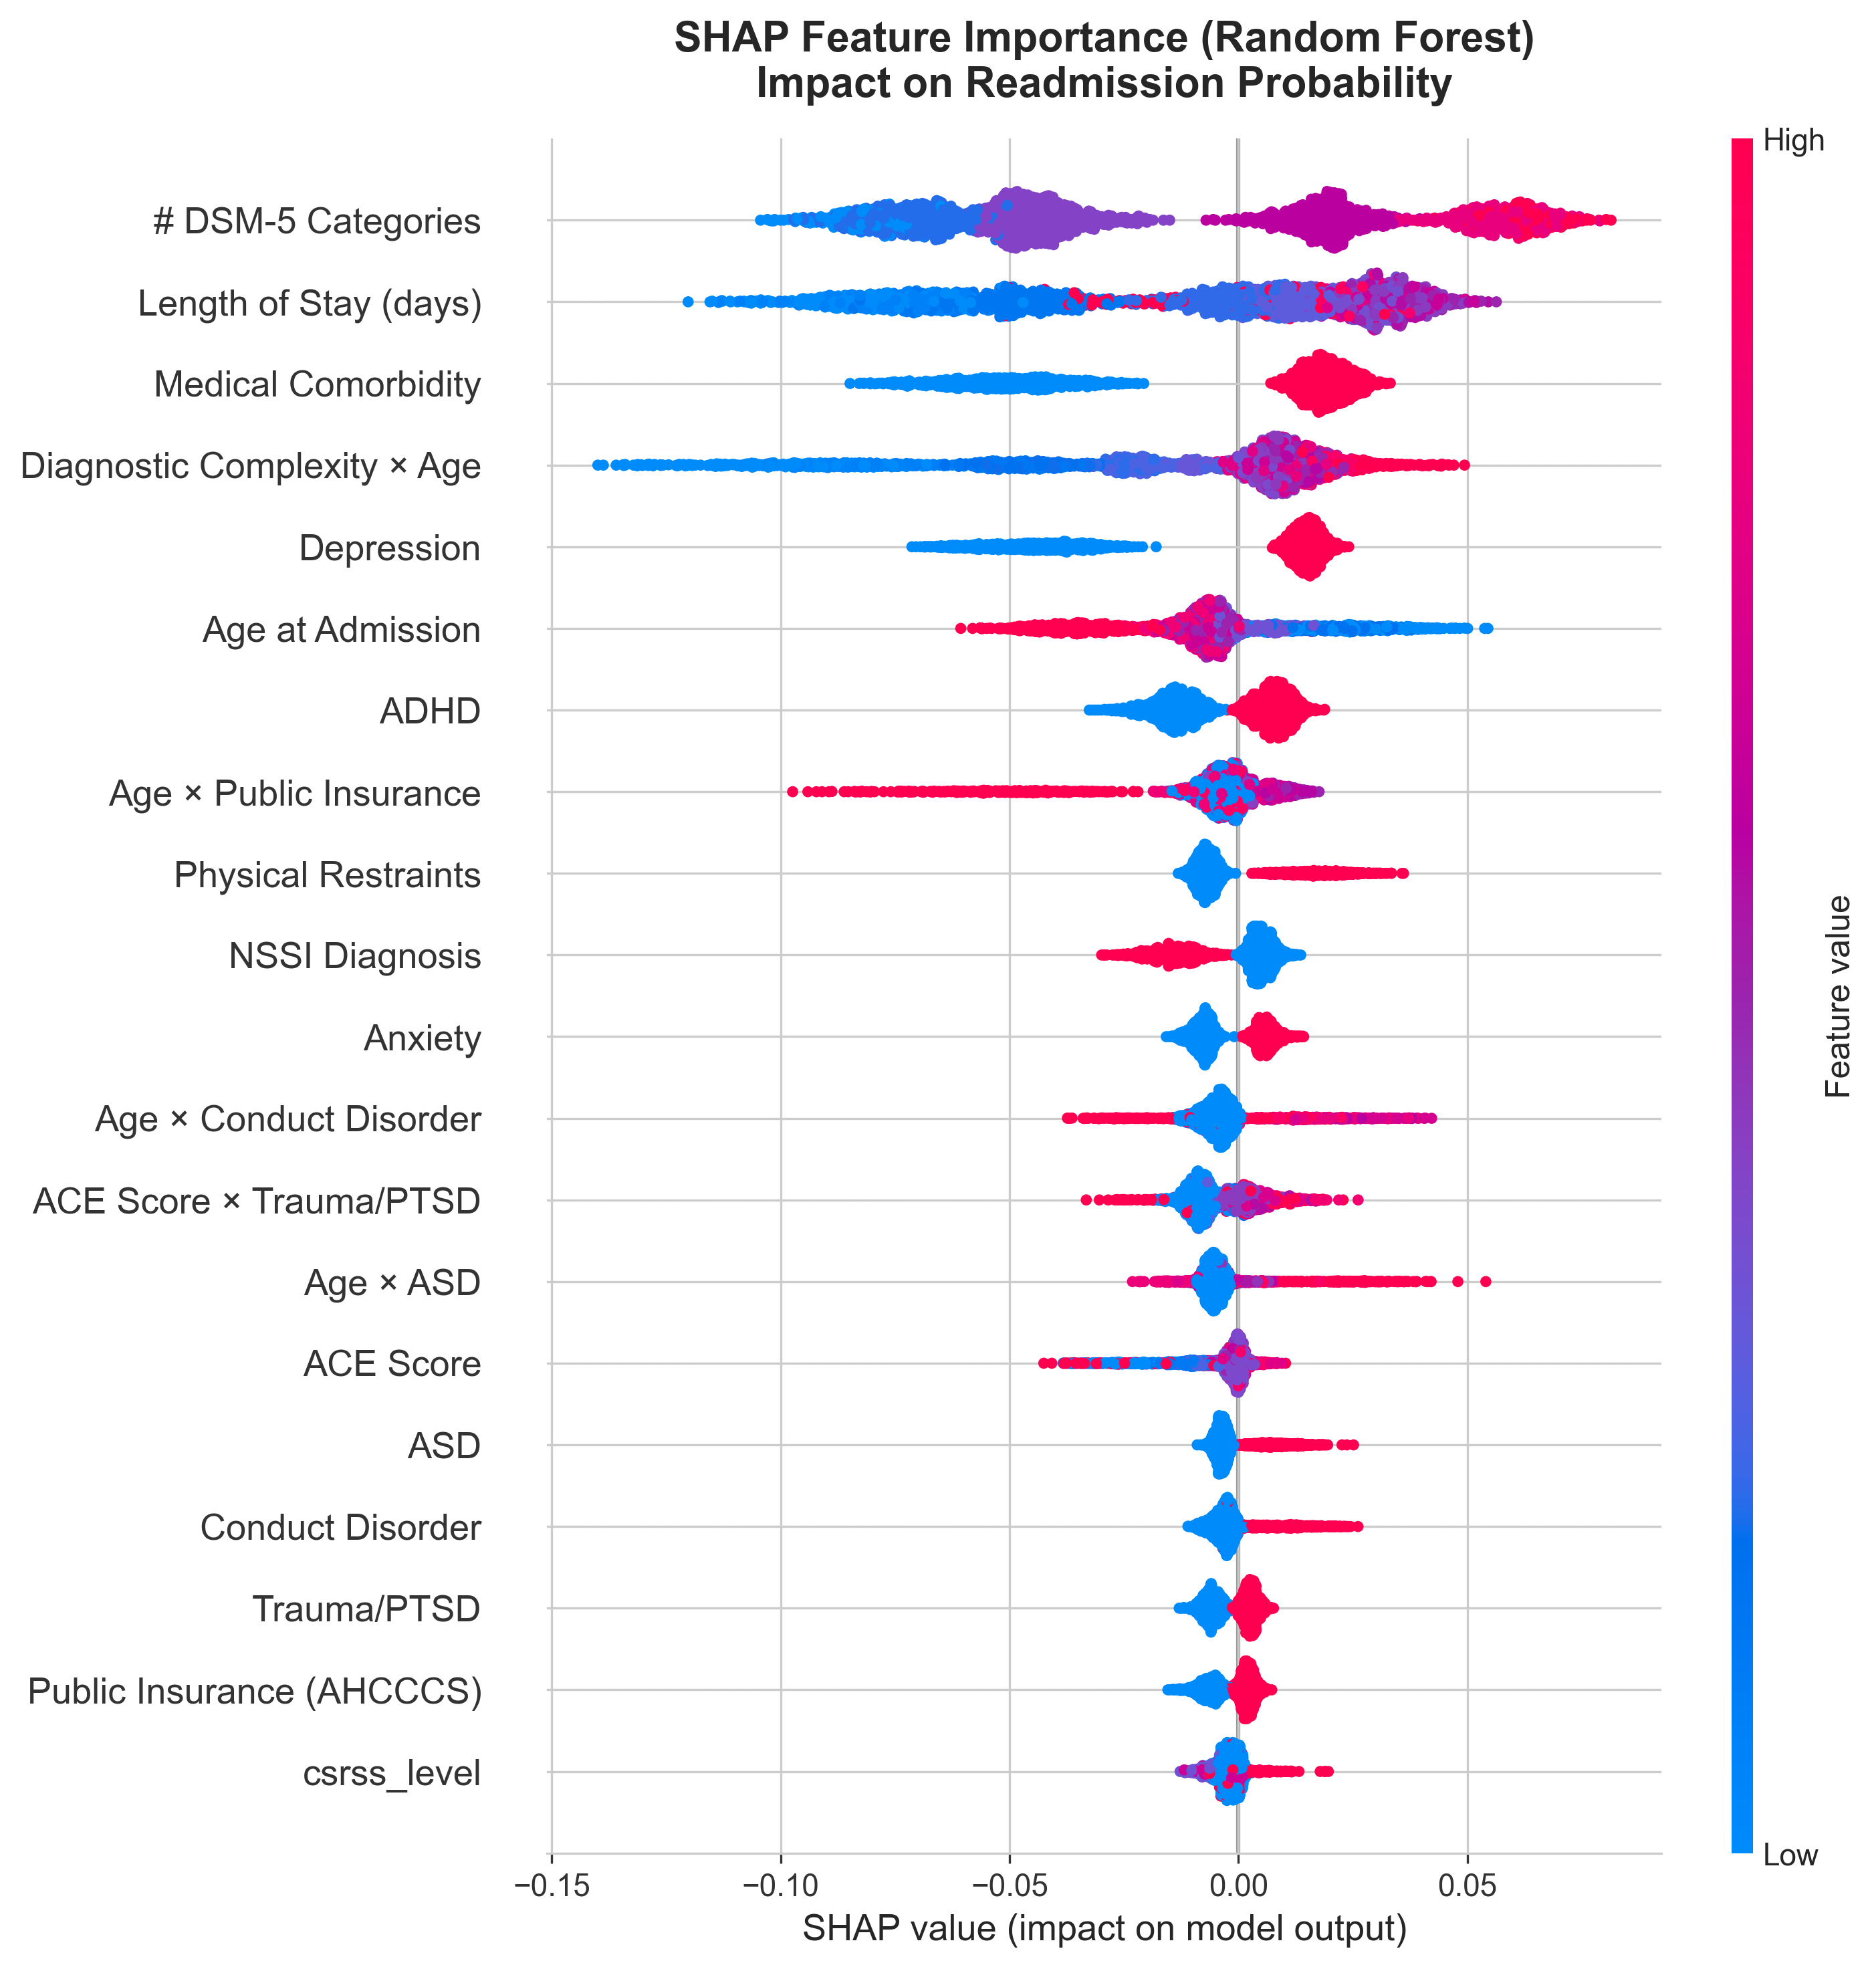 SHAP Feature Importance (Random Forest)
Impact on Readmission Probability
High
# DSM-5 Categories
Length of Stay (days)
Medical Comorbidity
Diagnostic Complexity × Age
Depression
Age at Admission
ADHD
Age × Public Insurance
Physical Restraints
NSSI Diagnosis
Anxiety
Age × Conduct Disorder
ACE Score × Trauma/PTSD
Age × ASD
ACE Score
ASD
Conduct Disorder
Trauma/PTSD
Public Insurance (AHCCCS)
csrss_level
Feature value
Low
−0.15
−0.10
−0.05
0.00
0.05
SHAP value (impact on model output)